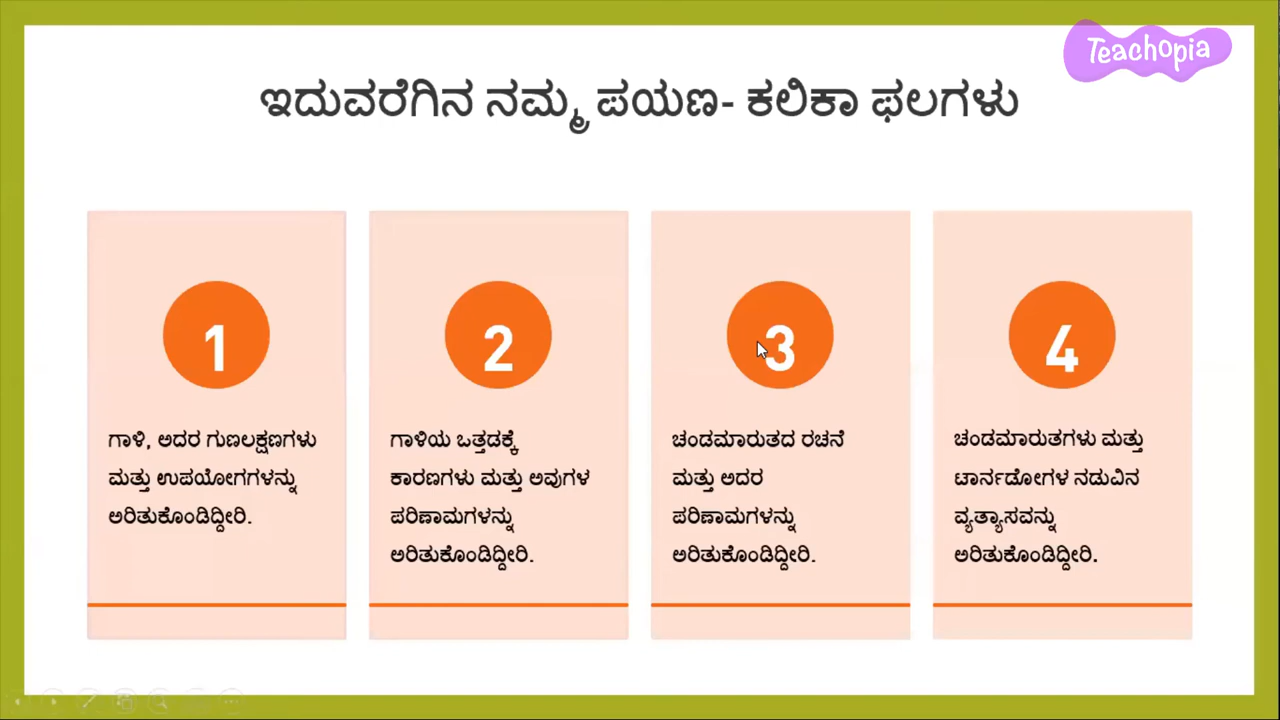 Teachopia
ಇದುವರೆಗಿನ ನಮ್ಮ ಪಯಣ- ಕಲಿಕಾ ಫಲಗಳು
1
ಗಾಳಿ, ಅದರ ಗುಣಲಕ್ಷಣಗಳು
ಮತ್ತು ಉಪಯೋಗಗಳನ್ನು
ಅರಿತುಕೊಂಡಿದ್ದೀರಿ.
2
ಗಾಳಿಯ ಒತ್ತಡಕ್ಕೆ
ಕಾರಣಗಳು ಮತ್ತು ಅವುಗಳ
ಪರಿಣಾಮಗಳನ್ನು
ಅರಿತುಕೊಂಡಿದ್ದೀರಿ.
3
ಚಂಡಮಾರುತದ ರಚನೆ
ಮತ್ತು ಅದರ
ಪರಿಣಾಮಗಳನ್ನು
ಅರಿತುಕೊಂಡಿದ್ದೀರಿ.
4
ಚಂಡಮಾರುತಗಳು ಮತ್ತು
ಟಾರ್ನಡೋಗಳ ನಡುವಿನ
ವ್ಯತ್ಯಾಸವನ್ನು
ಅರಿತುಕೊಂಡಿದ್ದೀರಿ.